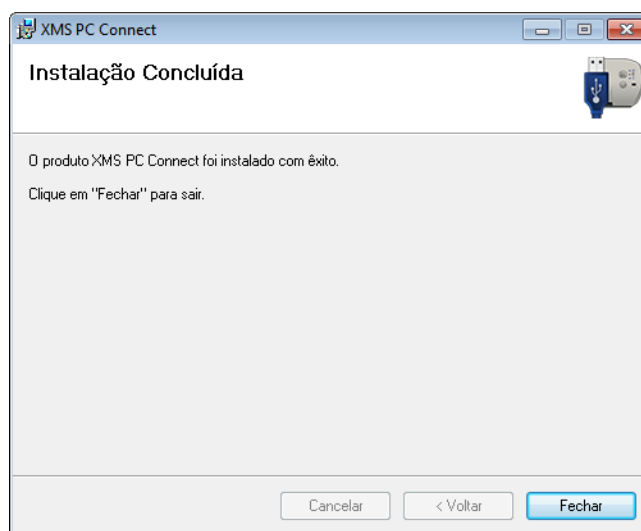 XMS PC Connect
Instalação Concluída
O produto XMS PC Connect foi instalado com êxito.
Clique em "Fechar" para sair.
Cancelar
< Voltar
Fechar